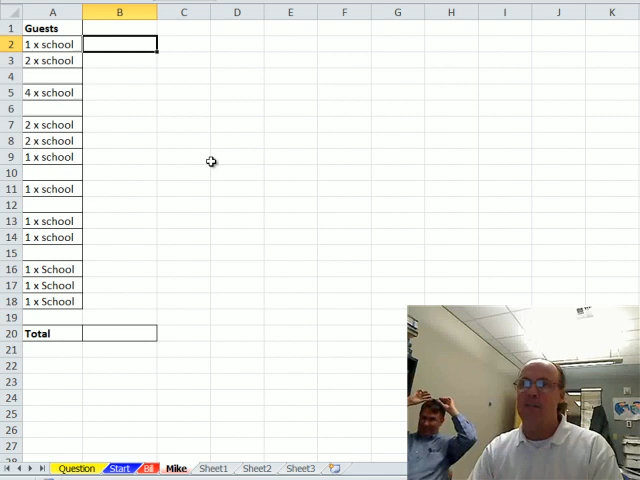 A B C D E F G H I J K
1 Guests
2 1 x school
3 2 x school
4
5 4 x school
6
7 2 x school
8 2 x school
9 1 x school
10
11 1 x school
12
13 1 x school
14 1 x school
15
16 1 x School
17 1 x School
18 1 x School
19
20 Total
21
22
23
24
25
26
27
Question Start Bill Mike Sheet1 Sheet2 Sheet3